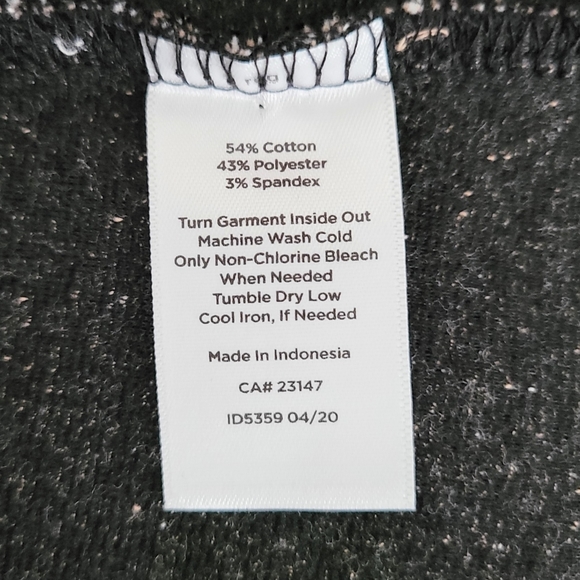 54% Cotton
43% Polyester
3% Spandex
Turn Garment Inside Out
Machine Wash Cold
Only Non-Chlorine Bleach
When Needed
Tumble Dry Low
Cool Iron, If Needed
Made In Indonesia
CA# 23147
ID5359 04/20